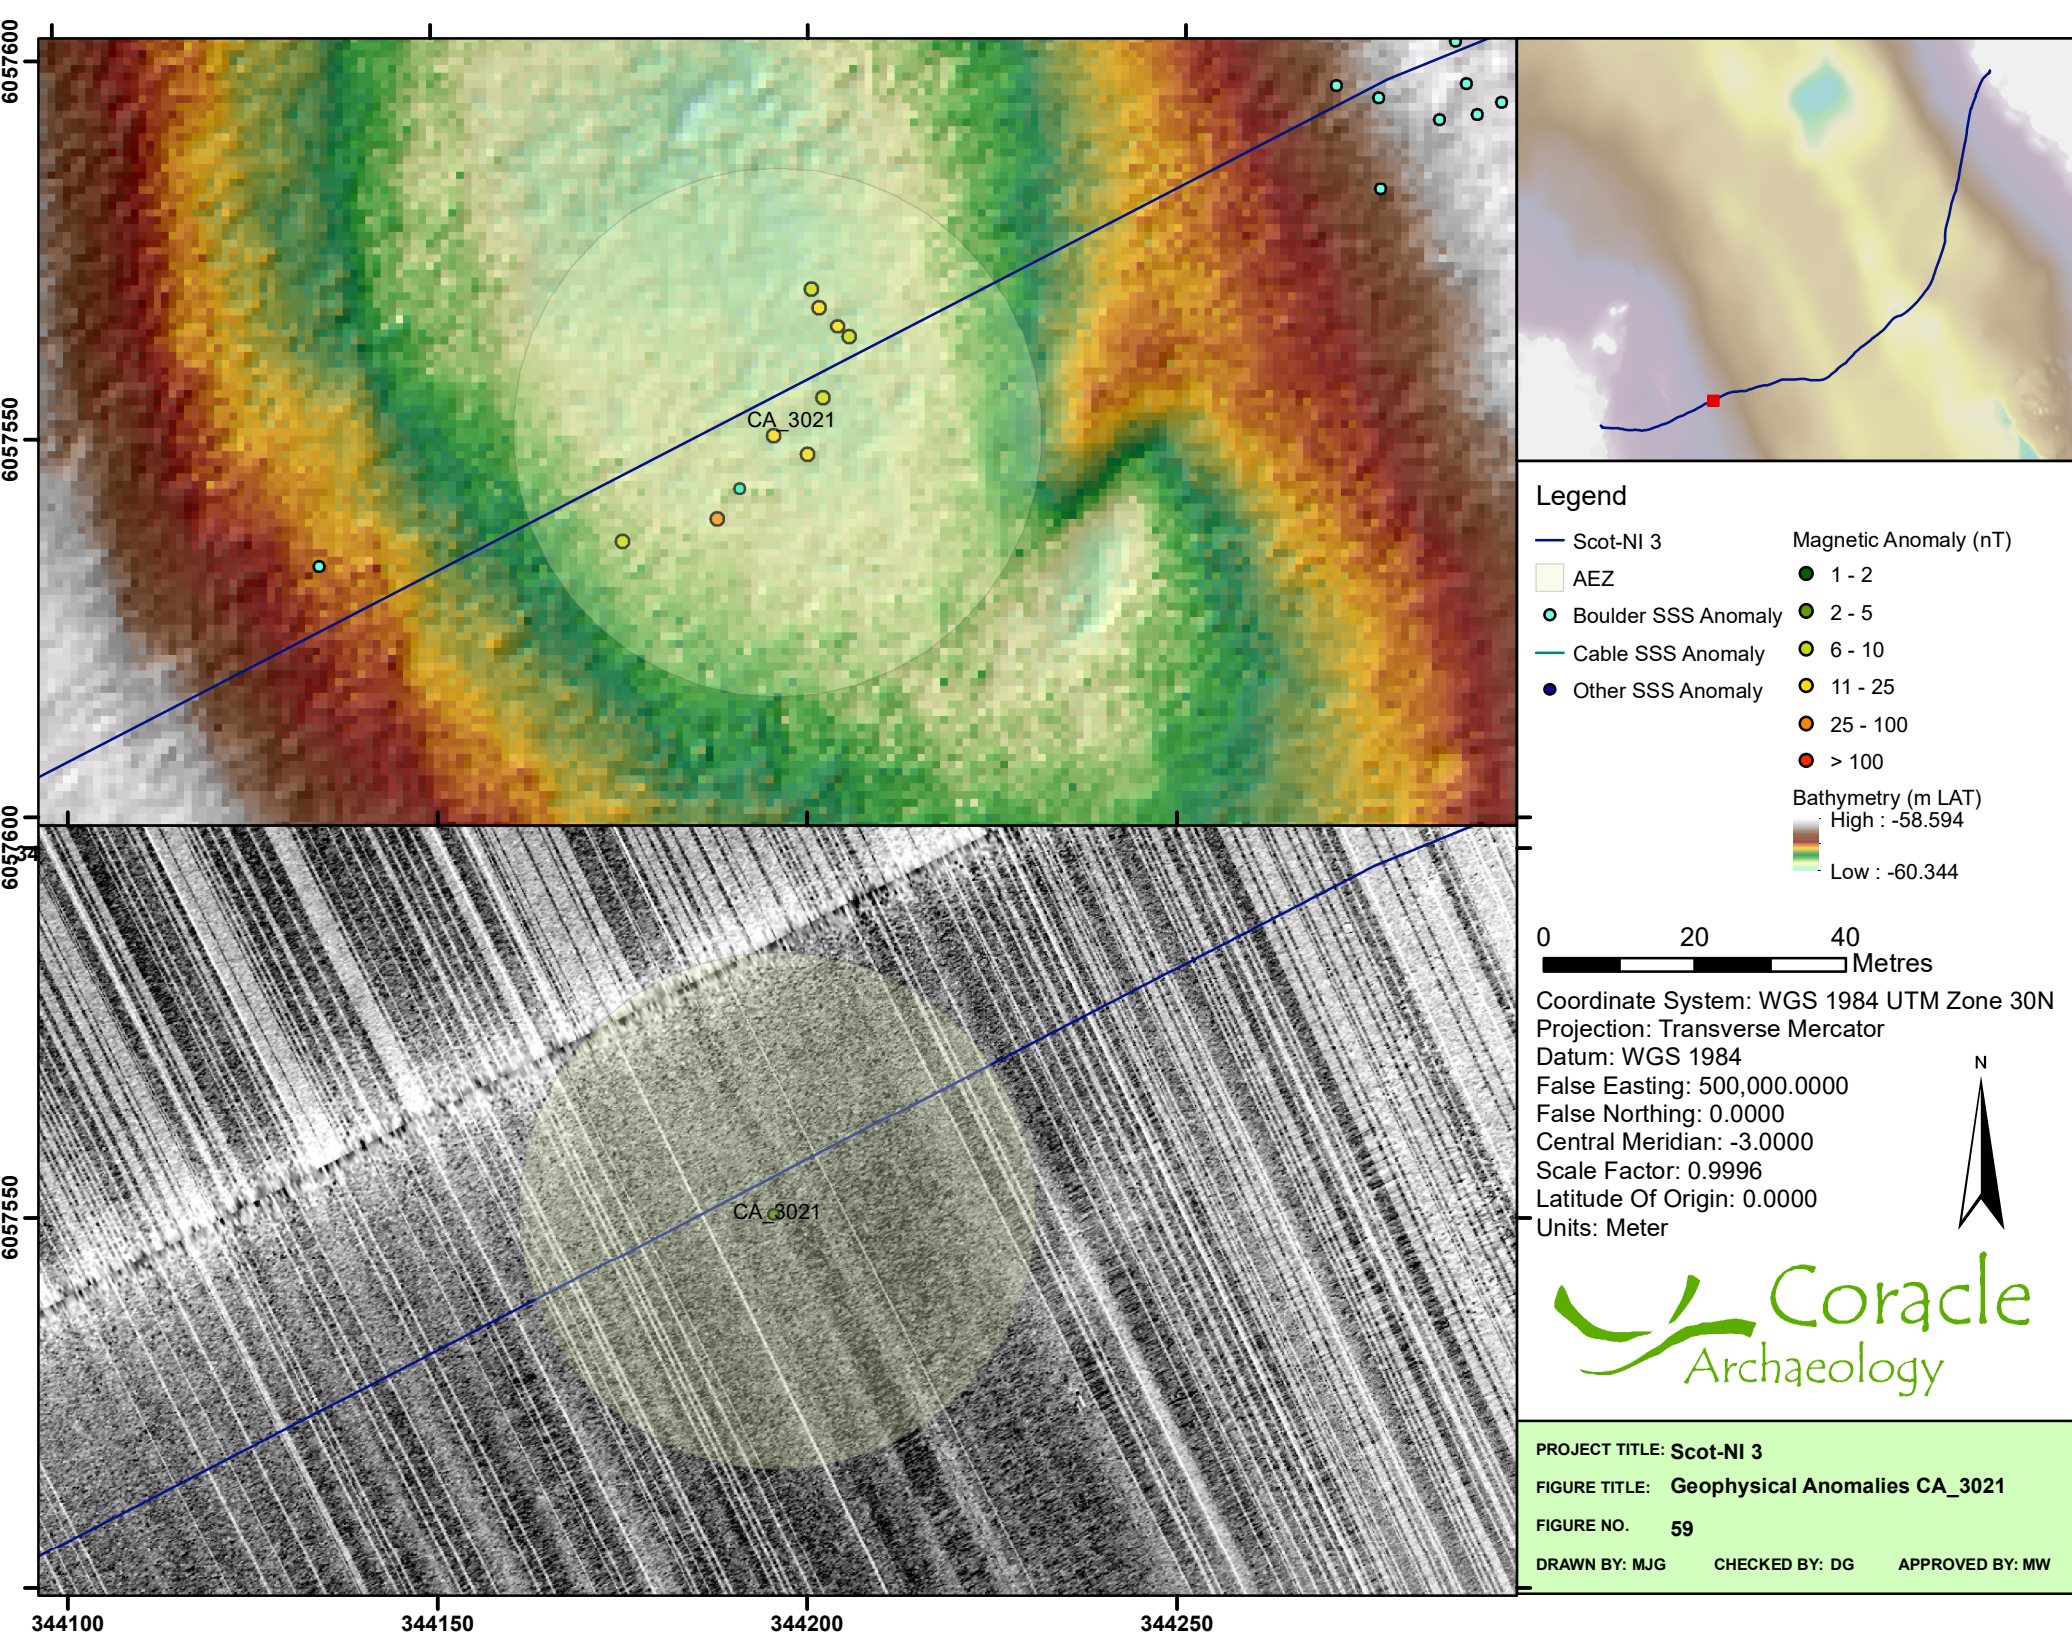 6057600
6057550
CA_3021
6057600
34
6057550
CA_3021
344100
344150
344200
344250
Legend
Scot-NI 3
AEZ
Boulder SSS Anomaly
Cable SSS Anomaly
Other SSS Anomaly
Magnetic Anomaly (nT)
1 - 2
2 - 5
6 - 10
11 - 25
25 - 100
> 100
Bathymetry (m LAT)
High : -58.594
Low : -60.344
0 20 40
Metres
Coordinate System: WGS 1984 UTM Zone 30N
Projection: Transverse Mercator
Datum: WGS 1984
False Easting: 500,000.0000
False Northing: 0.0000
Central Meridian: -3.0000
Scale Factor: 0.9996
Latitude Of Origin: 0.0000
Units: Meter
N
Coracle
Archaeology
PROJECT TITLE: Scot-NI 3
FIGURE TITLE: Geophysical Anomalies CA_3021
FIGURE NO. 59
DRAWN BY: MJG CHECKED BY: DG APPROVED BY: MW